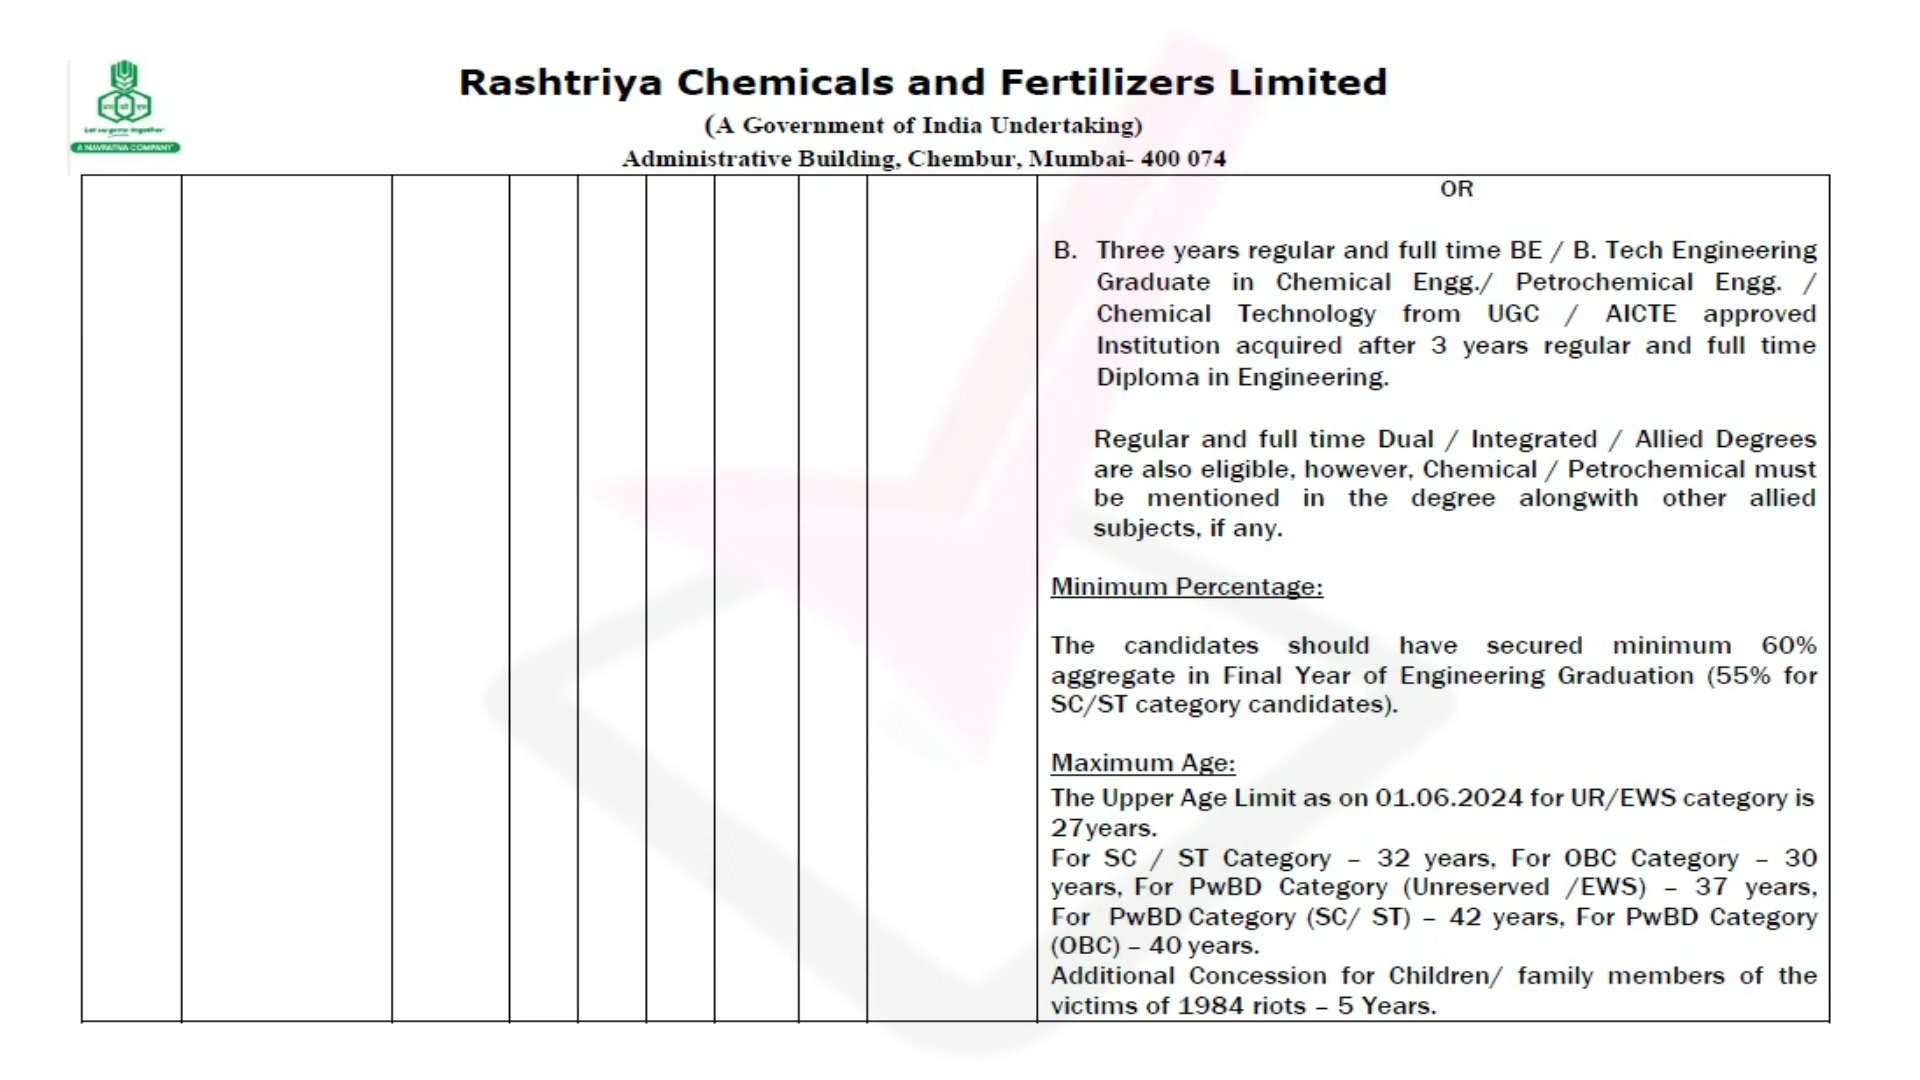 Rashtriya Chemicals and Fertilizers Limited
(A Government of India Undertaking)
Administrative Building, Chembur, Mumbai- 400 074
Let us grow together
A NAVRATNA COMPANY
OR
B. Three years regular and full time BE / B. Tech Engineering
Graduate in Chemical Engg./ Petrochemical Engg. /
Chemical Technology from UGC / AICTE approved
Institution acquired after 3 years regular and full time
Diploma in Engineering.
Regular and full time Dual / Integrated / Allied Degrees
are also eligible, however, Chemical / Petrochemical must
be mentioned in the degree alongwith other allied
subjects, if any.
Minimum Percentage:
The candidates should have secured minimum 60%
aggregate in Final Year of Engineering Graduation (55% for
SC/ST category candidates).
Maximum Age:
The Upper Age Limit as on 01.06.2024 for UR/EWS category is
27years.
For SC / ST Category – 32 years, For OBC Category – 30
years, For PwBD Category (Unreserved /EWS) – 37 years,
For PwBD Category (SC/ ST) – 42 years, For PwBD Category
(OBC) – 40 years.
Additional Concession for Children/ family members of the
victims of 1984 riots – 5 Years.